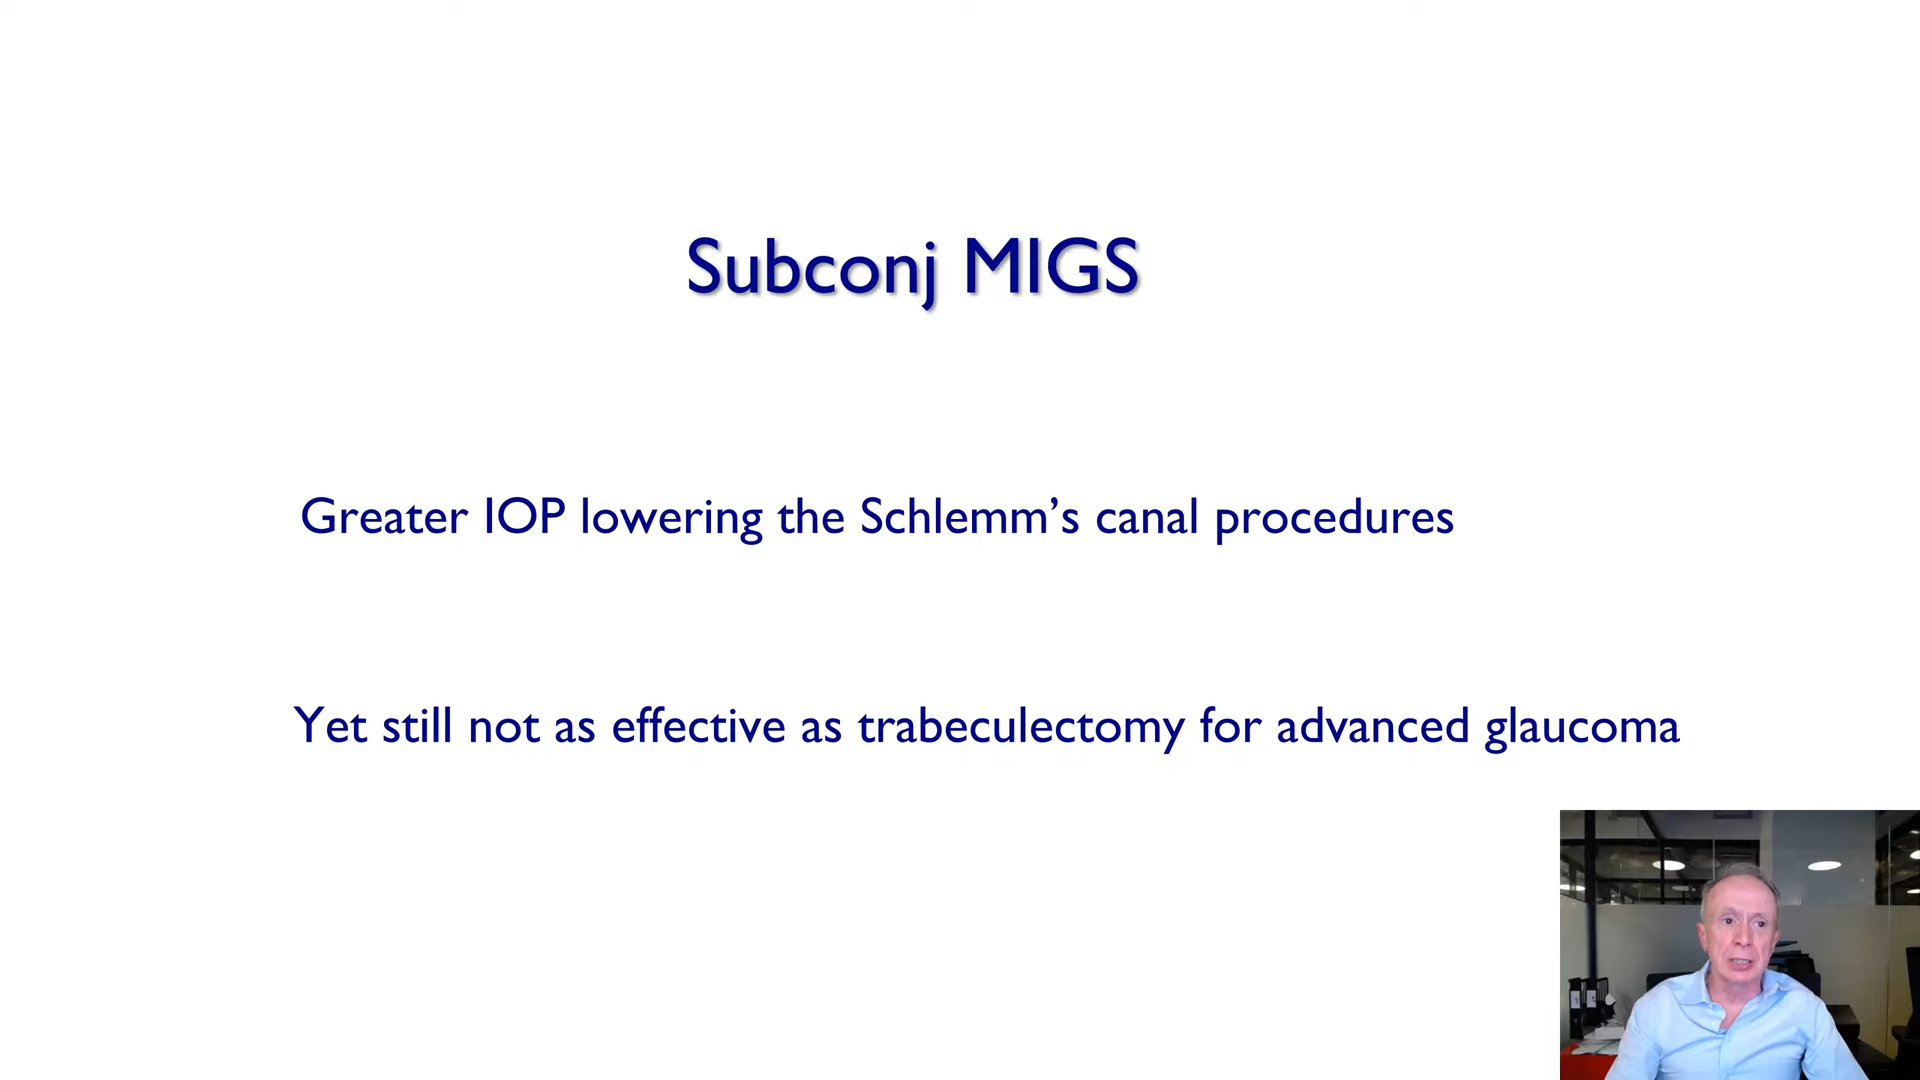 Subconj MIGS
Greater IOP lowering the Schlemm’s canal procedures
Yet still not as effective as trabeculectomy for advanced glaucoma